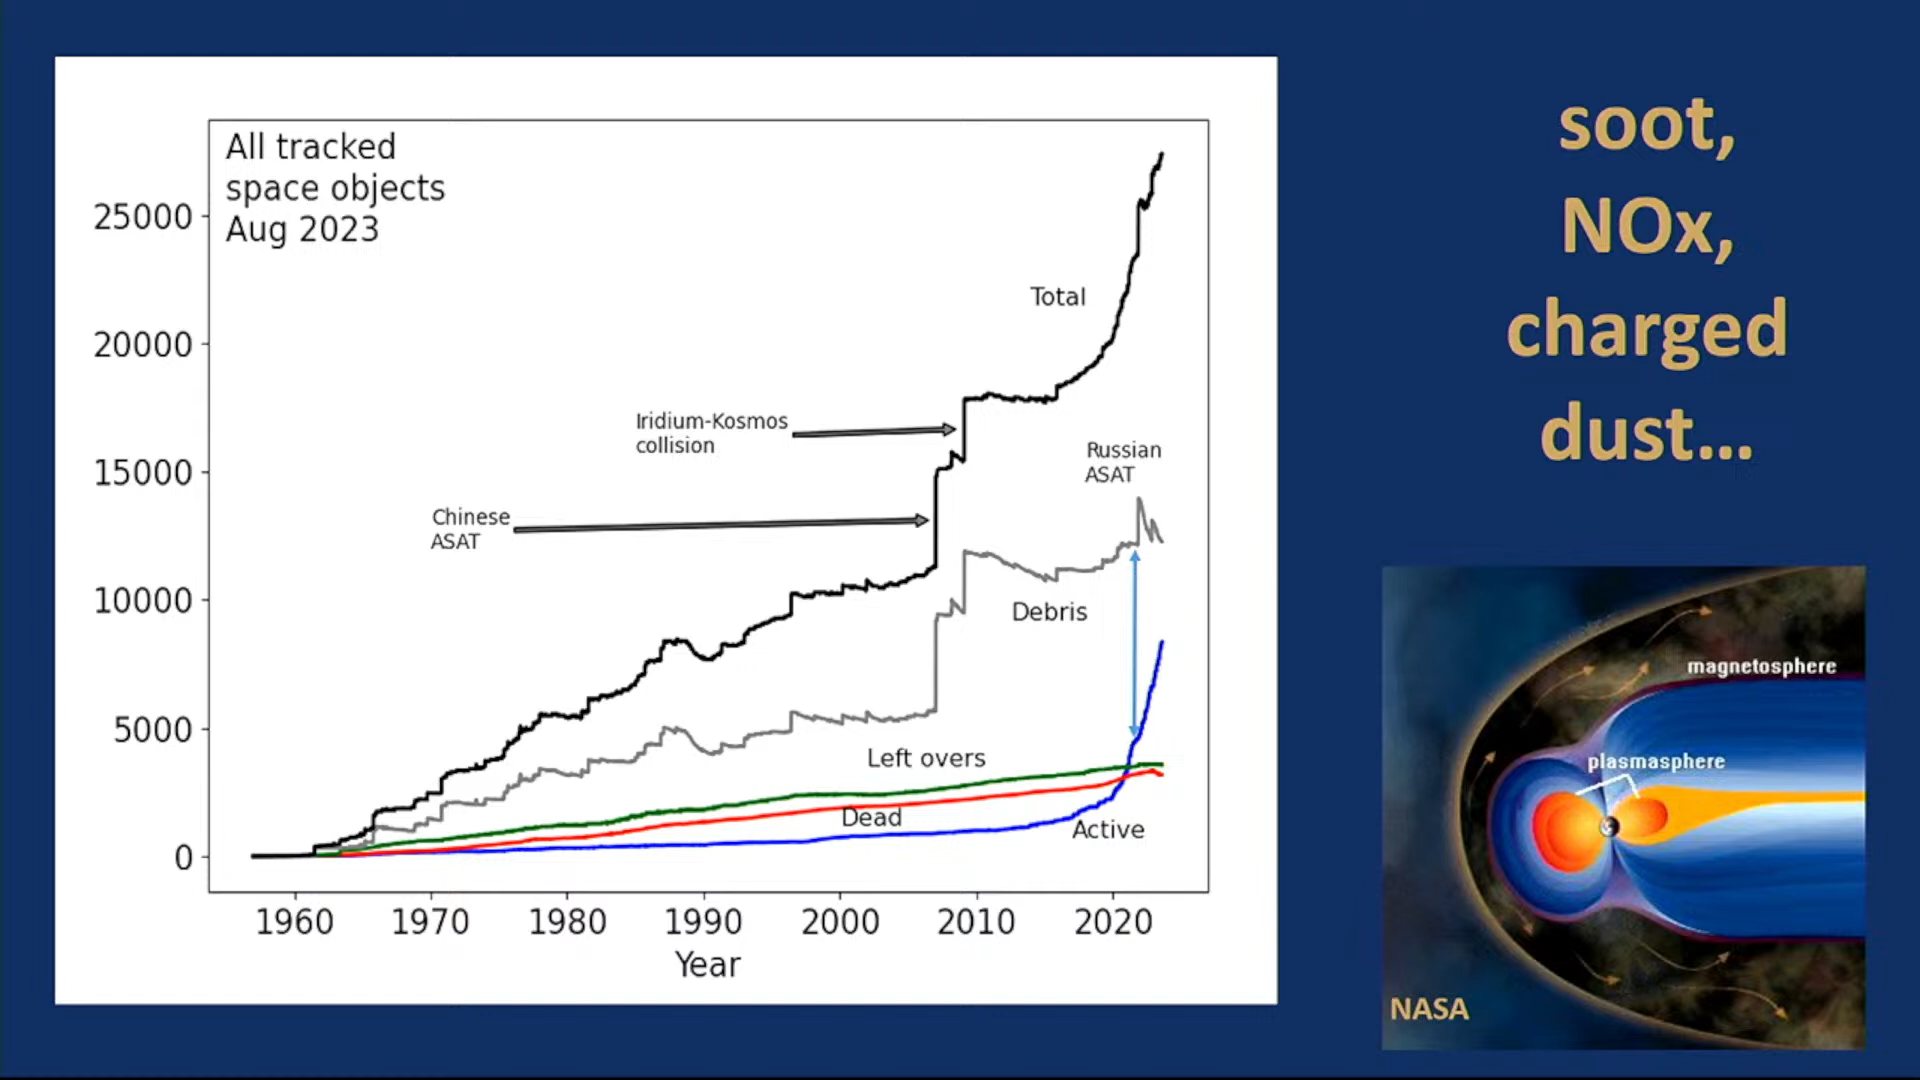 All tracked
space objects
Aug 2023
25000
20000
15000
10000
5000
0
Total
Iridium-Kosmos
collision
Russian
ASAT
Chinese
ASAT
Debris
Left overs
Dead
Active
1960 1970 1980 1990 2000 2010 2020
Year
soot,
NOx,
charged
dust...
magnetosphere
plasmasphere
NASA